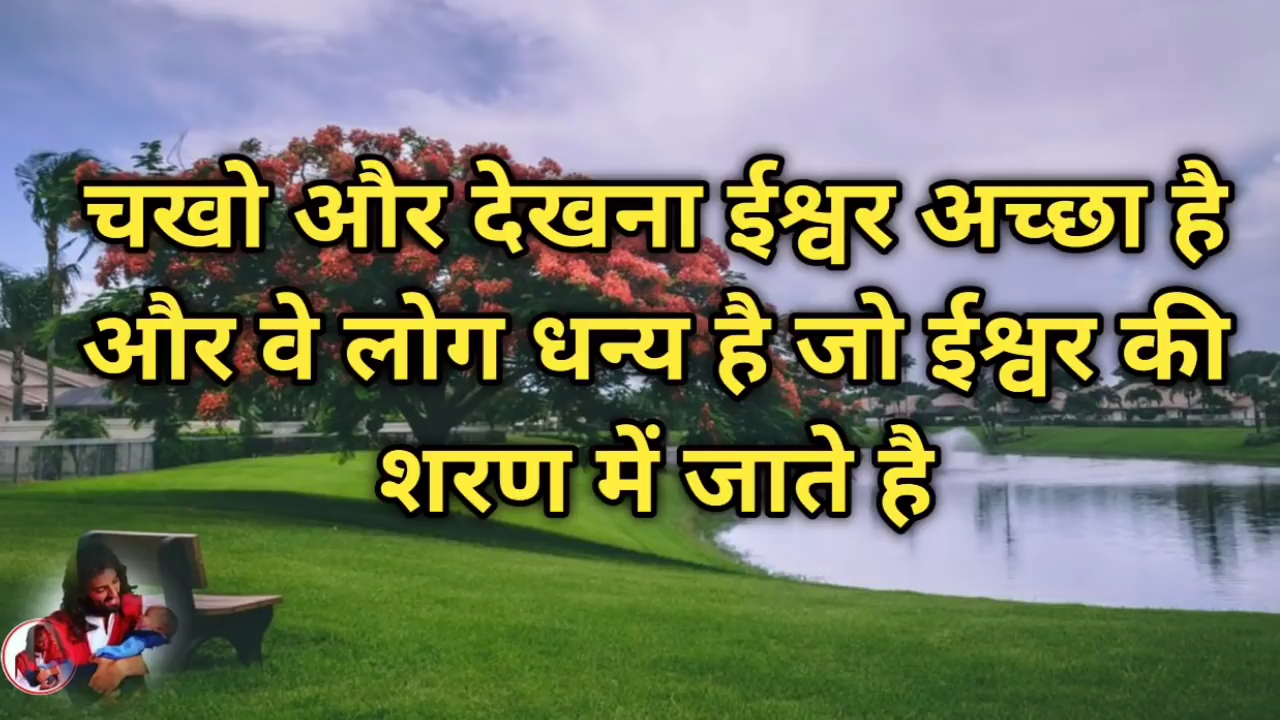 चखो और देखना ईश्वर अच्छा है
और वे लोग धन्य है जो ईश्वर की
शरण में जाते है